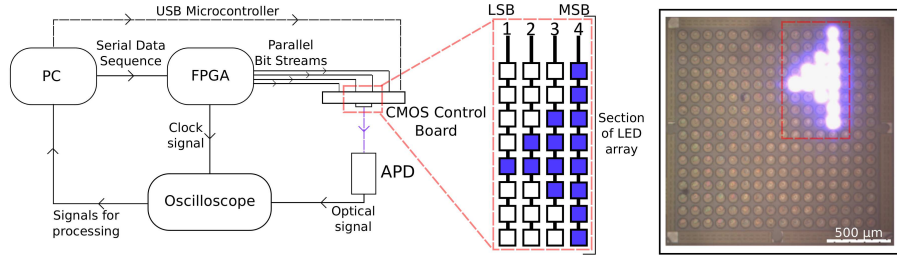 USB Microcontroller
PC
Serial Data
Sequence
FPGA
Parallel
Bit Streams
CMOS Control
Board
Clock
signal
APD
Oscilloscope
Optical
signal
Signals for
processing
LSB
MSB
1 2 3 4
Section
of LED
array
500 μm